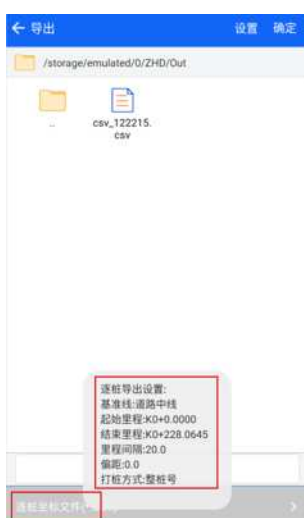 ← 导出 设置 确定
/storage/emulated/0/ZHD/Out
.. csv_122215.
csv
逐桩导出设置:
基准线:道路中线
起始里程:K0+0.0000
结束里程:K0+228.0645
里程间隔:20.0
偏距:0.0
打桩方式:整桩号
逐桩坐标文件(*